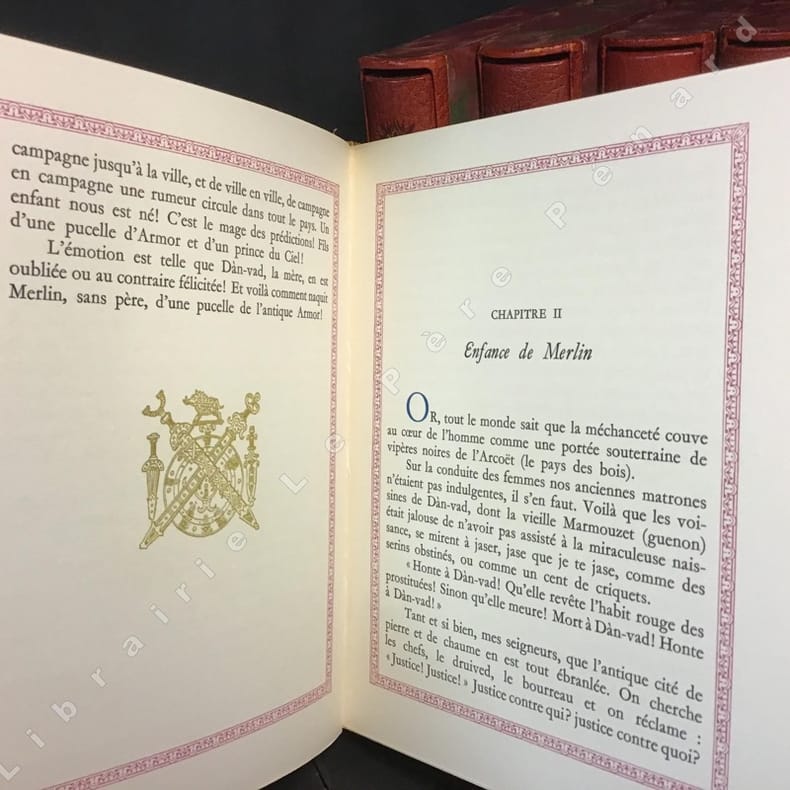 campagne jusqu'à la ville, et de ville en ville, de campagne
en campagne une rumeur circule dans tout le pays. Un
enfant nous est né! C'est le mage des prédictions! Fils
d'une pucelle d'Armor et d'un prince du Ciel!
L'émotion est telle que Dàn-vad, la mère, en est
oubliée ou au contraire félicitée! Et voilà comment naquit
Merlin, sans père, d'une pucelle de l'antique Armor!
CHAPITRE II
Enfance de Merlin
OR, tout le monde sait que la méchanceté couve
au cœur de l'homme comme une portée souterraine de
vipères noires de l'Arcoët (le pays des bois).
Sur la conduite des femmes nos anciennes matrones
n'étaient pas indulgentes, il s'en faut. Voilà que les voi-
sines de Dàn-vad, dont la vieille Marmouzet (guenon)
était jalouse de n'avoir pas assisté à la miraculeuse nais-
sance, se mirent à jaser, jase que je te jase, comme des
serins obstinés, ou comme un cent de criquets.
« Honte à Dàn-vad! Qu'elle revête l'habit rouge des
prostituées! Sinon qu'elle meure! Mort à Dàn-vad! Honte
à Dàn-vad! »
Tant et si bien, mes seigneurs, que l'antique cité de
pierre et de chaume en est tout ébranlée. On cherche
les chefs, le druived, le bourreau et on réclame :
« Justice! Justice! » Justice contre qui? justice contre quoi?
Librairie Le Père Pénard